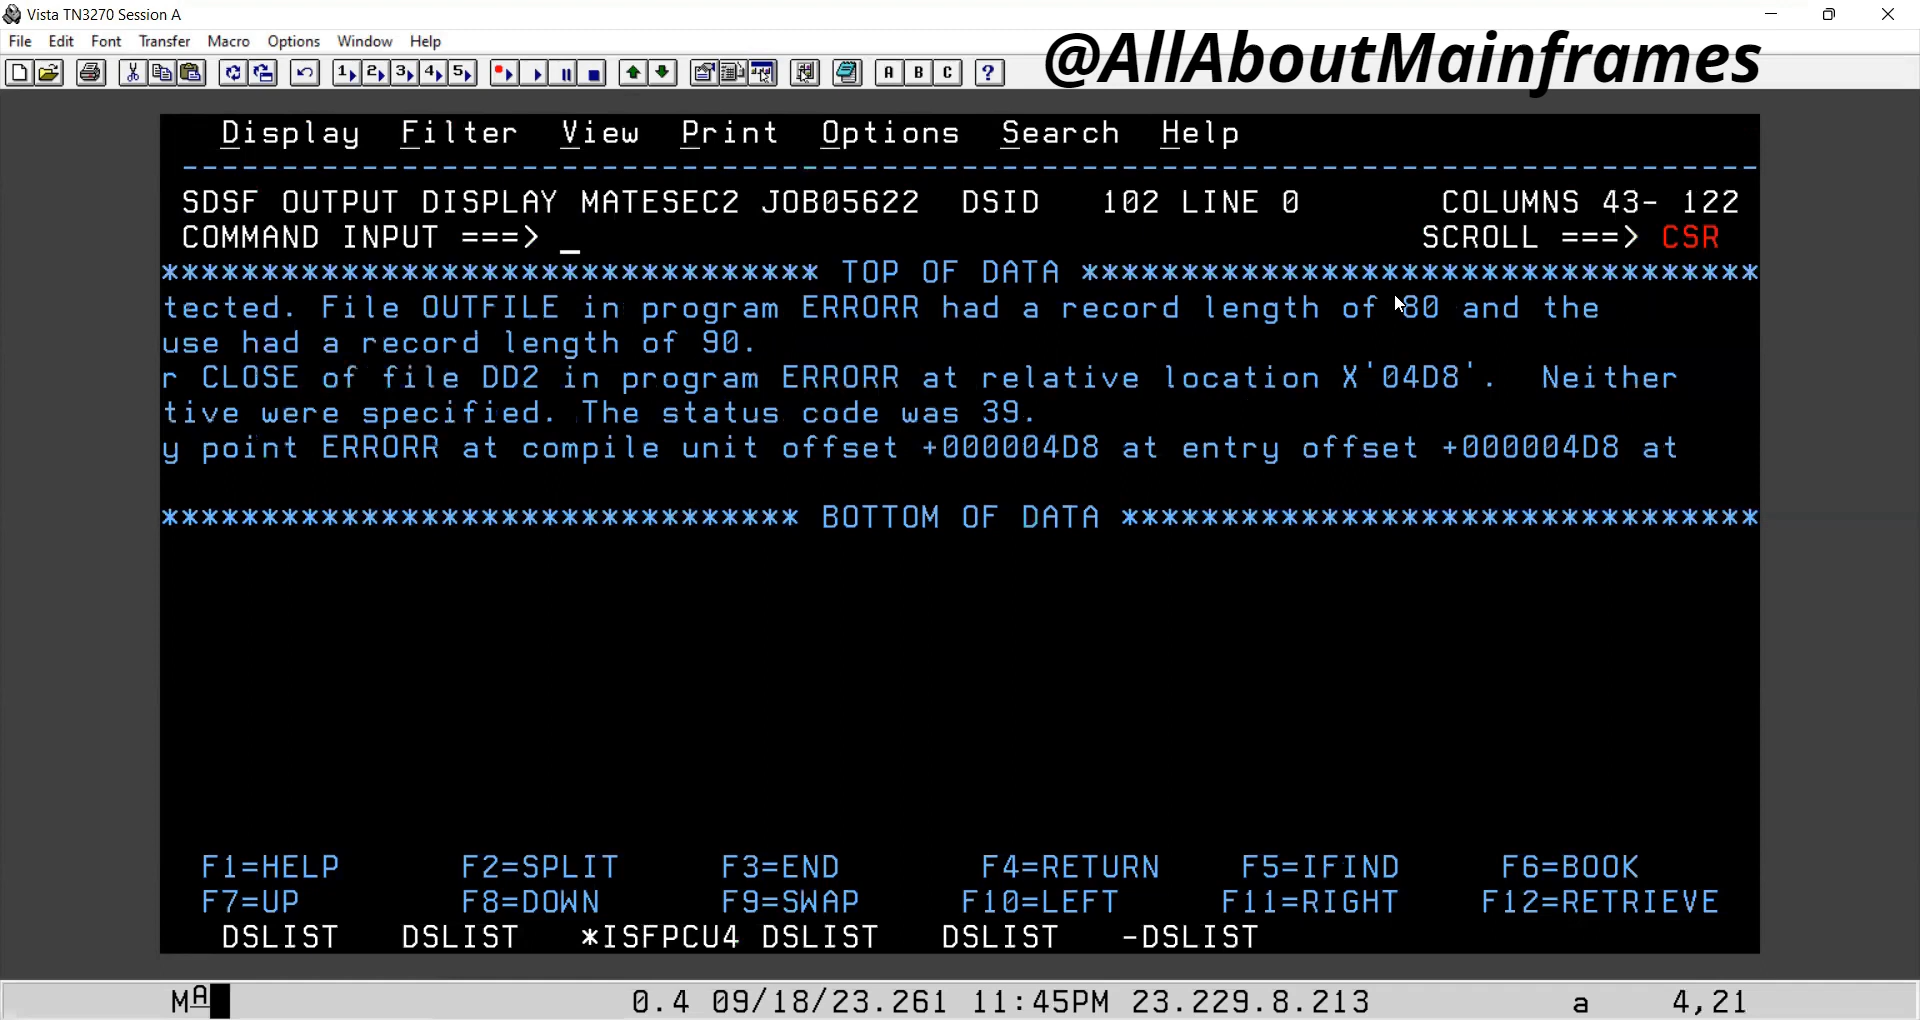 Vista TN3270 Session A
File Edit Font Transfer Macro Options Window Help
@AllAboutMainframes
1 2 3 4 5 A B C ?
Display Filter View Print Options Search Help
SDSF OUTPUT DISPLAY MATESEC2 JOB05622 DSID 102 LINE 0 COLUMNS 43- 122
COMMAND INPUT ===> _ SCROLL ===> CSR
********************************* TOP OF DATA **********************************
tected. File OUTFILE in program ERRORR had a record length of 80 and the
use had a record length of 90.
r CLOSE of file DD2 in program ERRORR at relative location X'04D8'. Neither
tive were specified. The status code was 39.
y point ERRORR at compile unit offset +000004D8 at entry offset +000004D8 at
******************************** BOTTOM OF DATA ********************************
F1=HELP F2=SPLIT F3=END F4=RETURN F5=IFIND F6=BOOK
F7=UP F8=DOWN F9=SWAP F10=LEFT F11=RIGHT F12=RETRIEVE
DSLIST DSLIST *ISFPCU4 DSLIST DSLIST -DSLIST
MA 0.4 09/18/23.261 11:45PM 23.229.8.213 a 4,21